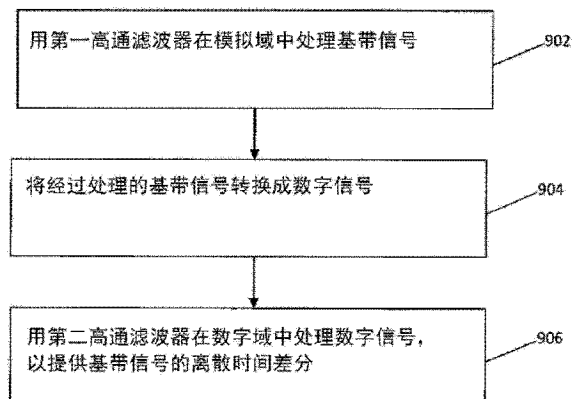 用第一高通滤波器在模拟域中处理基带信号
902
将经过处理的基带信号转换成数字信号
904
用第二高通滤波器在数字域中处理数字信号，
以提供基带信号的离散时间差分
906